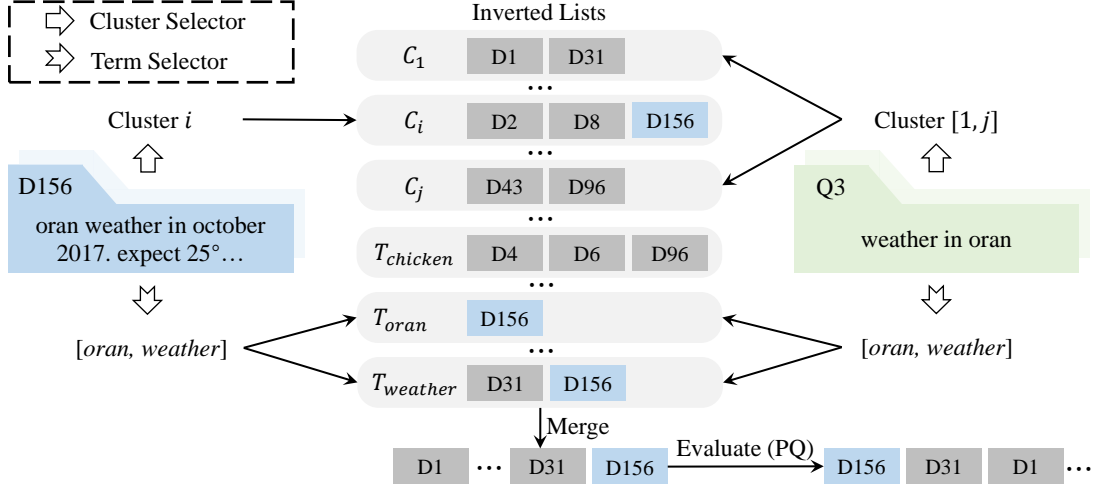 Inverted Lists
Cluster Selector
Term Selector
C1 D1 D31
...
Cluster i
Ci D2 D8 D156
Cluster [1, j]
...
D156
oran weather in october
2017. expect 25°...
Cj D43 D96
Q3
weather in oran
...
Tchicken D4 D6 D96
...
Toran D156
[oran, weather]
[oran, weather]
...
Tweather D31 D156
Merge
D1 ... D31 D156
Evaluate (PQ)
D156 D31 D1 ...